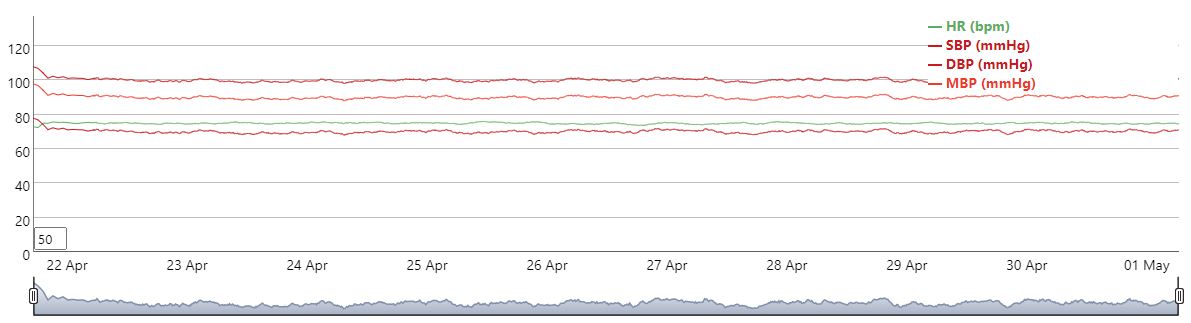 HR (bpm)
SBP (mmHg)
DBP (mmHg)
MBP (mmHg)
120
100
80
60
40
20
0
50
22 Apr 23 Apr 24 Apr 25 Apr 26 Apr 27 Apr 28 Apr 29 Apr 30 Apr 01 May